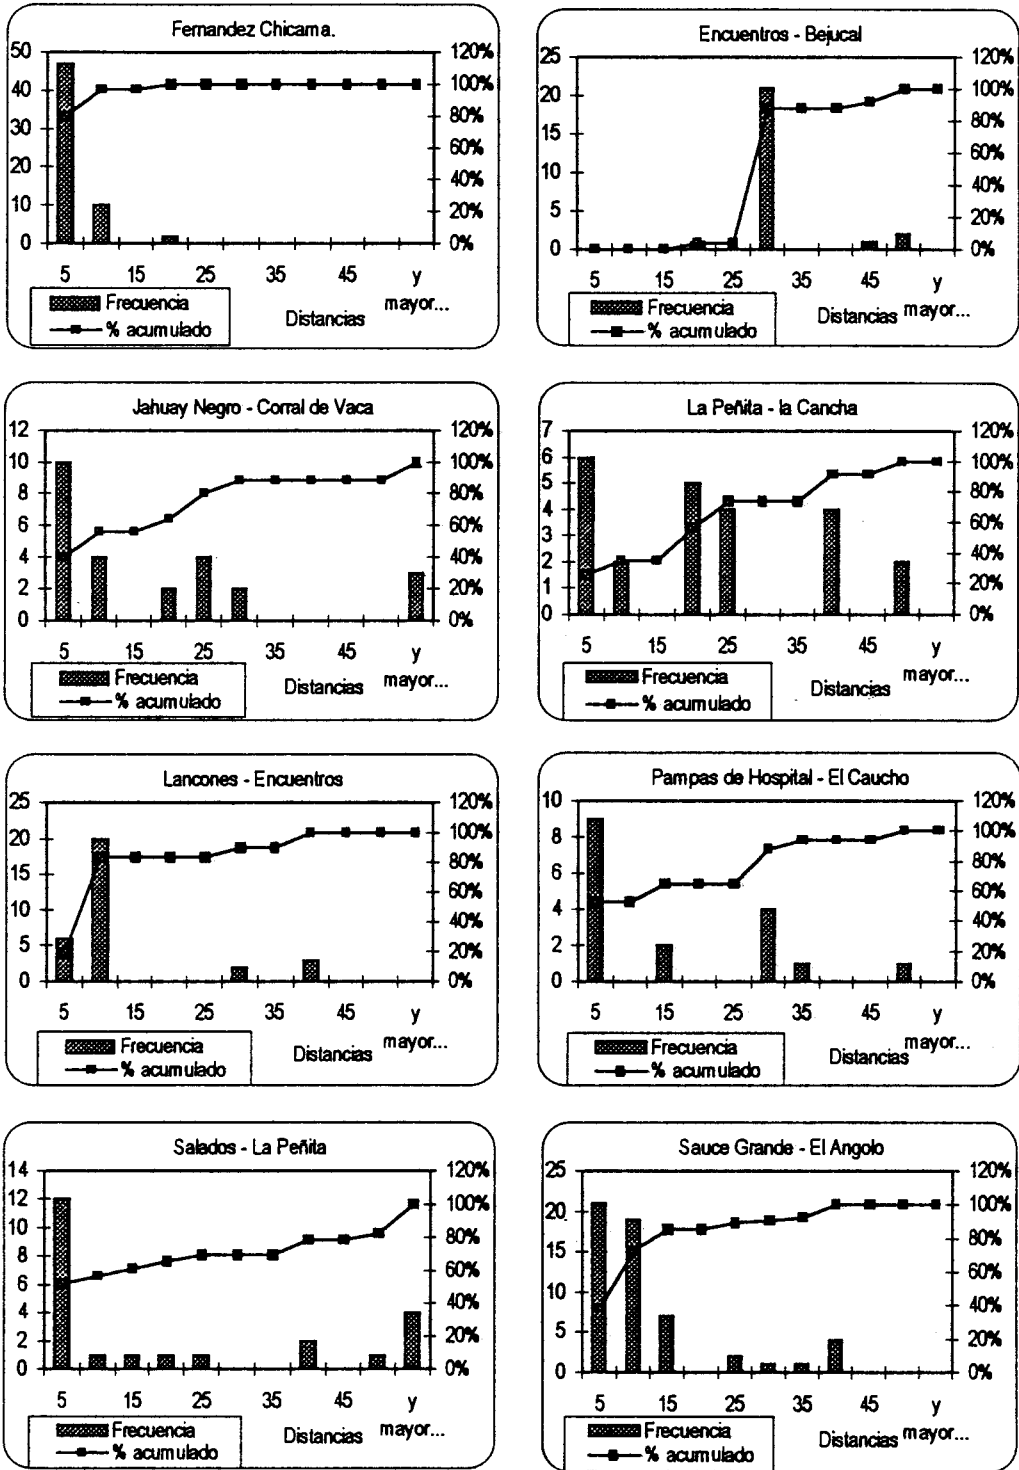 Fernandez Chicama.
50
40
30
20
10
0
120%
100%
80%
60%
40%
20%
0%
5 15 25 35 45 y mayor...
Distancias
Frecuencia
% acumulado
Encuentros - Bejucal
25
20
15
10
5
0
120%
100%
80%
60%
40%
20%
0%
5 15 25 35 45 y mayor...
Distancias
Frecuencia
% acumulado
Jahuay Negro - Corral de Vaca
12
10
8
6
4
2
0
120%
100%
80%
60%
40%
20%
0%
5 15 25 35 45 y mayor...
Distancias
Frecuencia
% acumulado
La Peñita - la Cancha
7
6
5
4
3
2
1
0
120%
100%
80%
60%
40%
20%
0%
5 15 25 35 45 y mayor...
Distancias
Frecuencia
% acumulado
Lancones - Encuentros
25
20
15
10
5
0
120%
100%
80%
60%
40%
20%
0%
5 15 25 35 45 y mayor...
Distancias
Frecuencia
% acumulado
Pampas de Hospital - El Caucho
10
8
6
4
2
0
120%
100%
80%
60%
40%
20%
0%
5 15 25 35 45 y mayor...
Distancias
Frecuencia
% acumulado
Salados - La Peñita
14
12
10
8
6
4
2
0
120%
100%
80%
60%
40%
20%
0%
5 15 25 35 45 y mayor...
Distancias
Frecuencia
% acumulado
Sauce Grande - El Angolo
25
20
15
10
5
0
120%
100%
80%
60%
40%
20%
0%
5 15 25 35 45 y mayor...
Distancias
Frecuencia
% acumulado